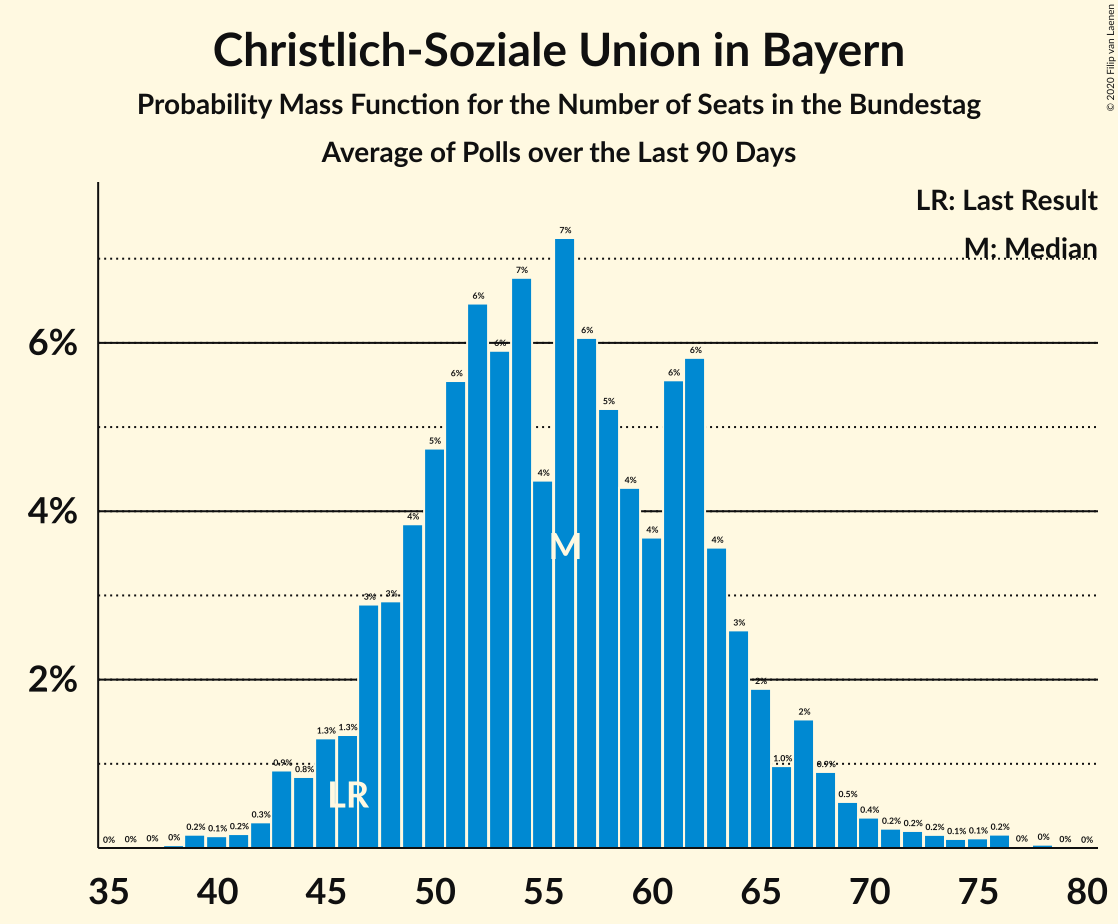 Christlich-Soziale Union in Bayern
Probability Mass Function for the Number of Seats in the Bundestag
Average of Polls over the Last 90 Days
© 2020 Filip van Laenen
LR: Last Result
M: Median
6%
4%
2%
0% 0% 0% 0% 0.2% 0.1% 0.2% 0.3% 0.9% 0.8% 1.3% 1.3% 3% 3% 4% 5% 6% 6% 6% 7% 4% 7% 6% 5% 4% 4% 6% 6% 4% 3% 2% 1.0% 2% 0.9% 0.5% 0.4% 0.2% 0.2% 0.2% 0.1% 0.1% 0.2% 0% 0% 0% 0%
M
LR
35 40 45 50 55 60 65 70 75 80